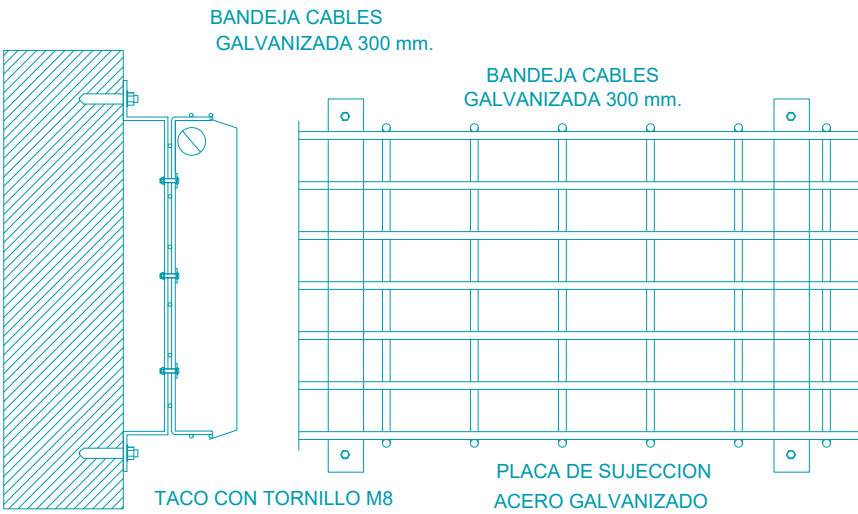 BANDEJA CABLES
GALVANIZADA 300 mm.
BANDEJA CABLES
GALVANIZADA 300 mm.
TACO CON TORNILLO M8
PLACA DE SUJECCION
ACERO GALVANIZADO